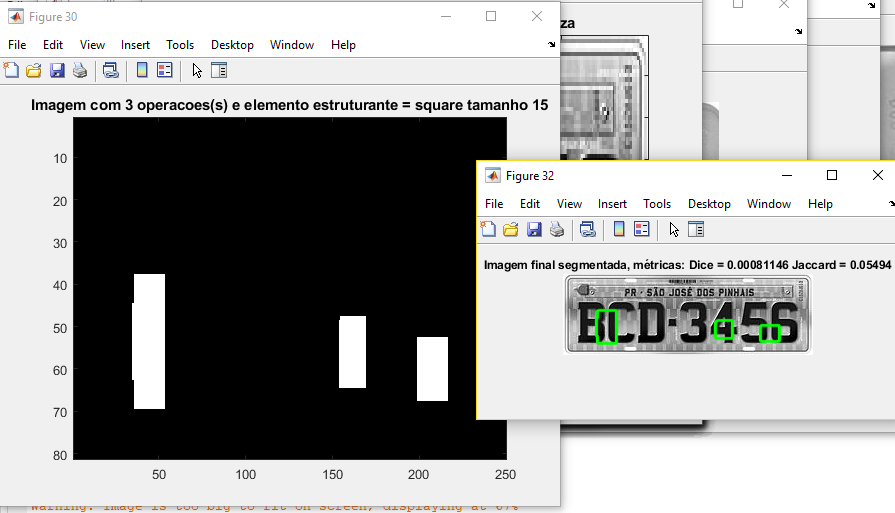 Figure 30
File Edit View Insert Tools Desktop Window Help
Imagem com 3 operacoes(s) e elemento estruturante = square tamanho 15
10
20
30
40
50
60
70
80
50 100 150 200 250
za
Figure 32
File Edit View Insert Tools Desktop Window Help
Imagem final segmentada, métricas: Dice = 0.00081146 Jaccard = 0.05494
PR - SÃO JOSÉ DOS PINHAIS
BCD-3456
Warning: Image is too big to fit on screen; displaying at 67%